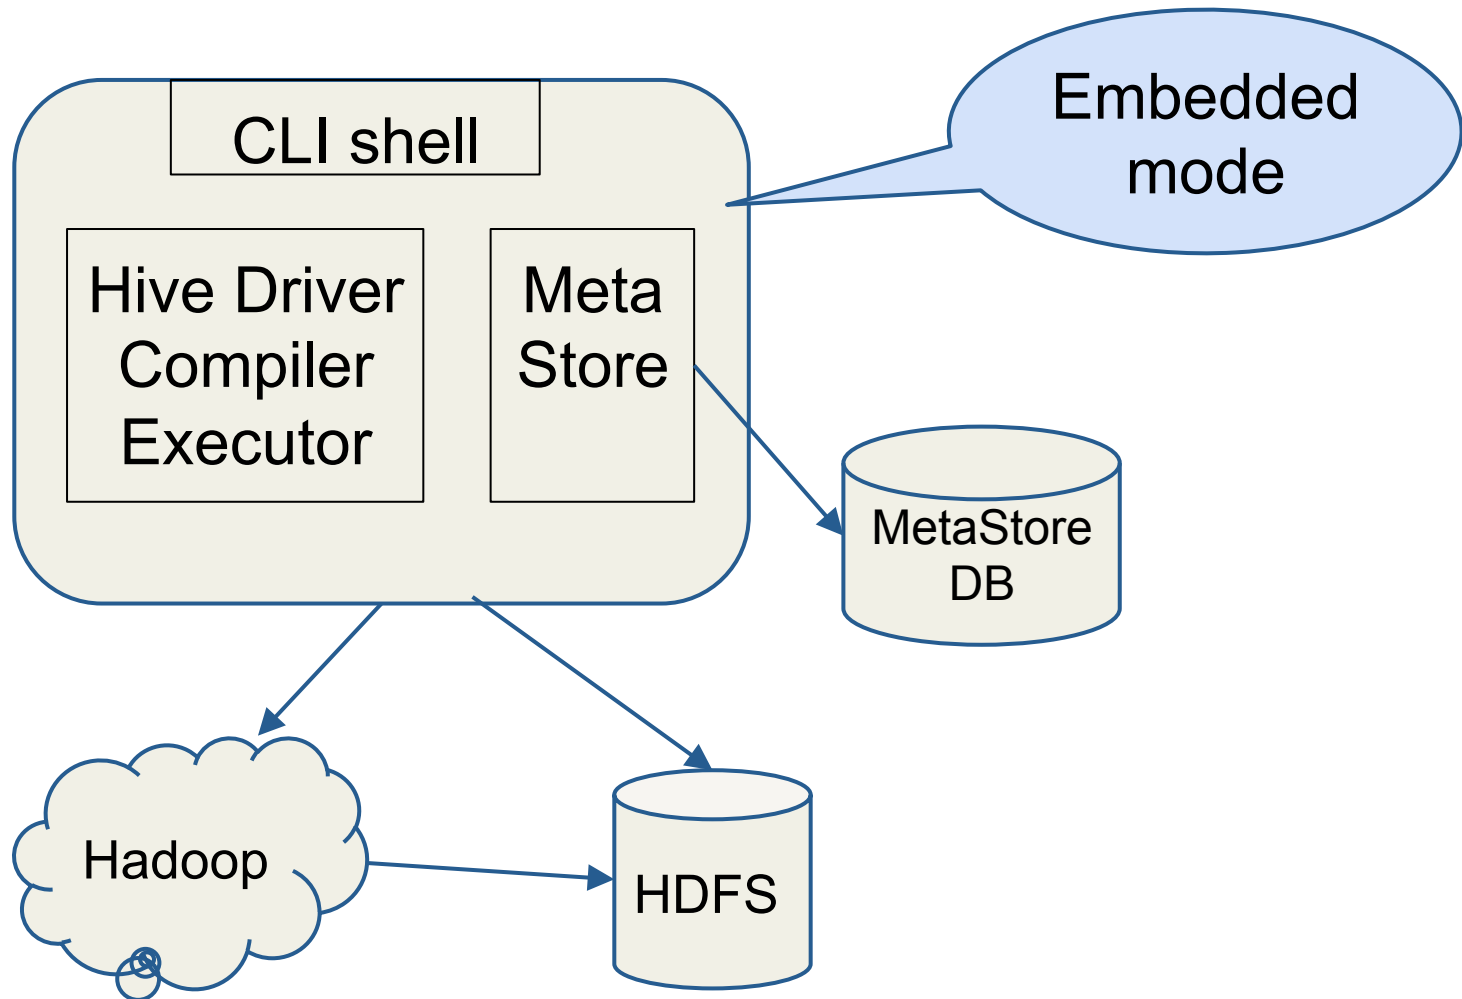 Embedded
mode
CLI shell
Hive Driver
Compiler
Executor
Meta
Store
MetaStore
DB
Hadoop
HDFS